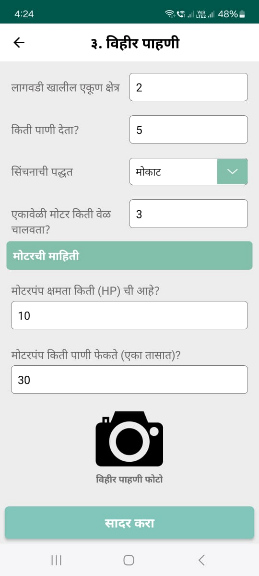 4:24
48%
३. विहीर पाहणी
लागवडी खालील एकूण क्षेत्र
2
किती पाणी देता?
5
सिंचनाची पद्धत
मोकाट
एकावेळी मोटर किती वेळ
चालवता?
3
मोटरची माहिती
मोटरपंप क्षमता किती (HP) ची आहे?
10
मोटरपंप किती पाणी फेकते (एका तासात)?
30
विहीर पाहणी फोटो
सादर करा